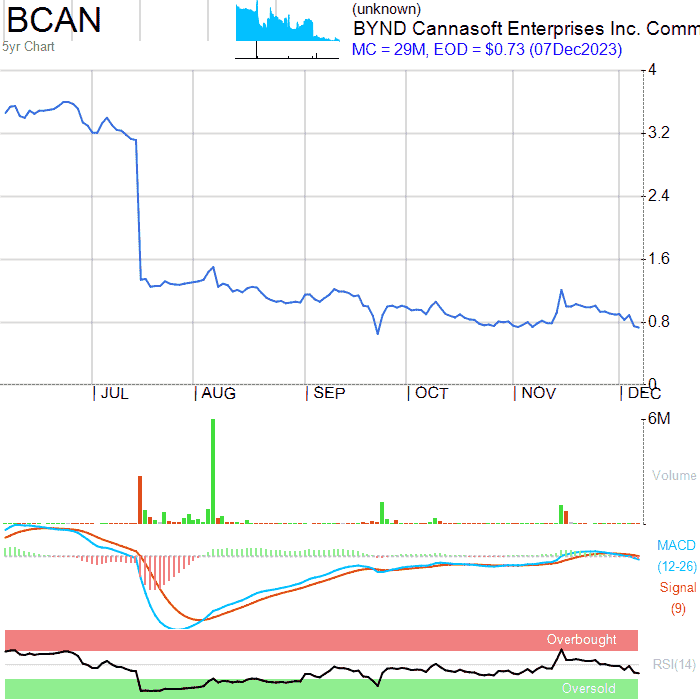 BCAN
5yr Chart
(unknown)
BYND Cannasoft Enterprises Inc. Comm
MC = 29M, EOD = $0.73 (07Dec2023)
4
3.2
2.4
1.6
0.8
0
JUL AUG SEP OCT NOV DEC
6M
Volume
MACD
(12-26)
Signal
(9)
Overbought
RSI(14)
Oversold